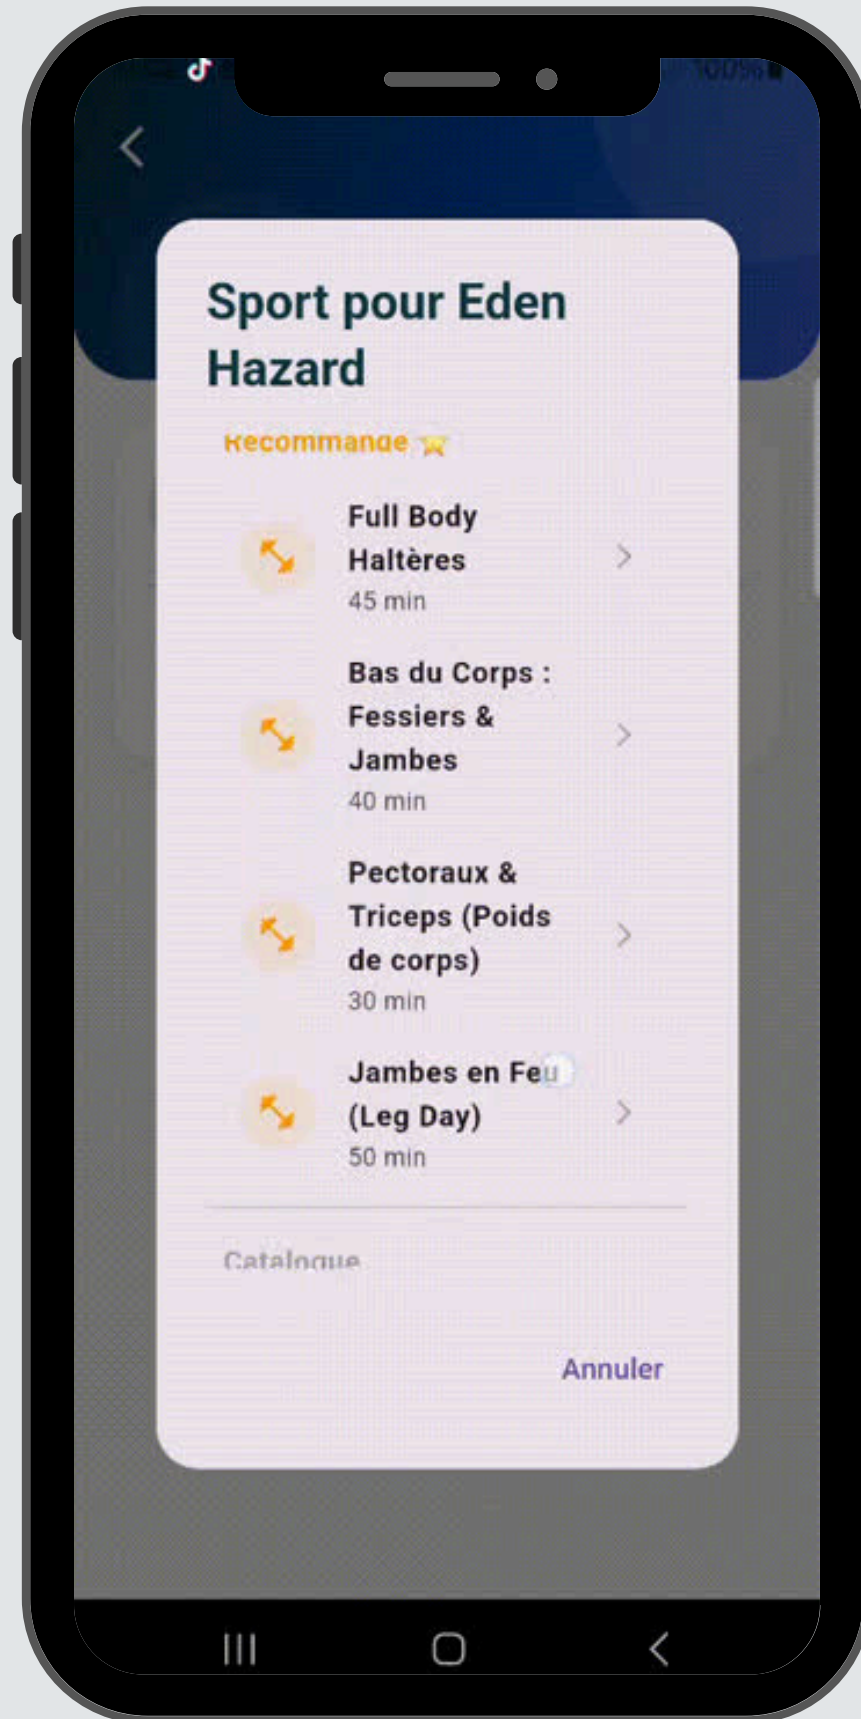 100%
Sport pour Eden
Hazard
Recommandé ⭐
Full Body
Haltères
45 min
Bas du Corps :
Fessiers &
Jambes
40 min
Pectoraux &
Triceps (Poids
de corps)
30 min
Jambes en Feu
(Leg Day)
50 min
Catalogue
Annuler